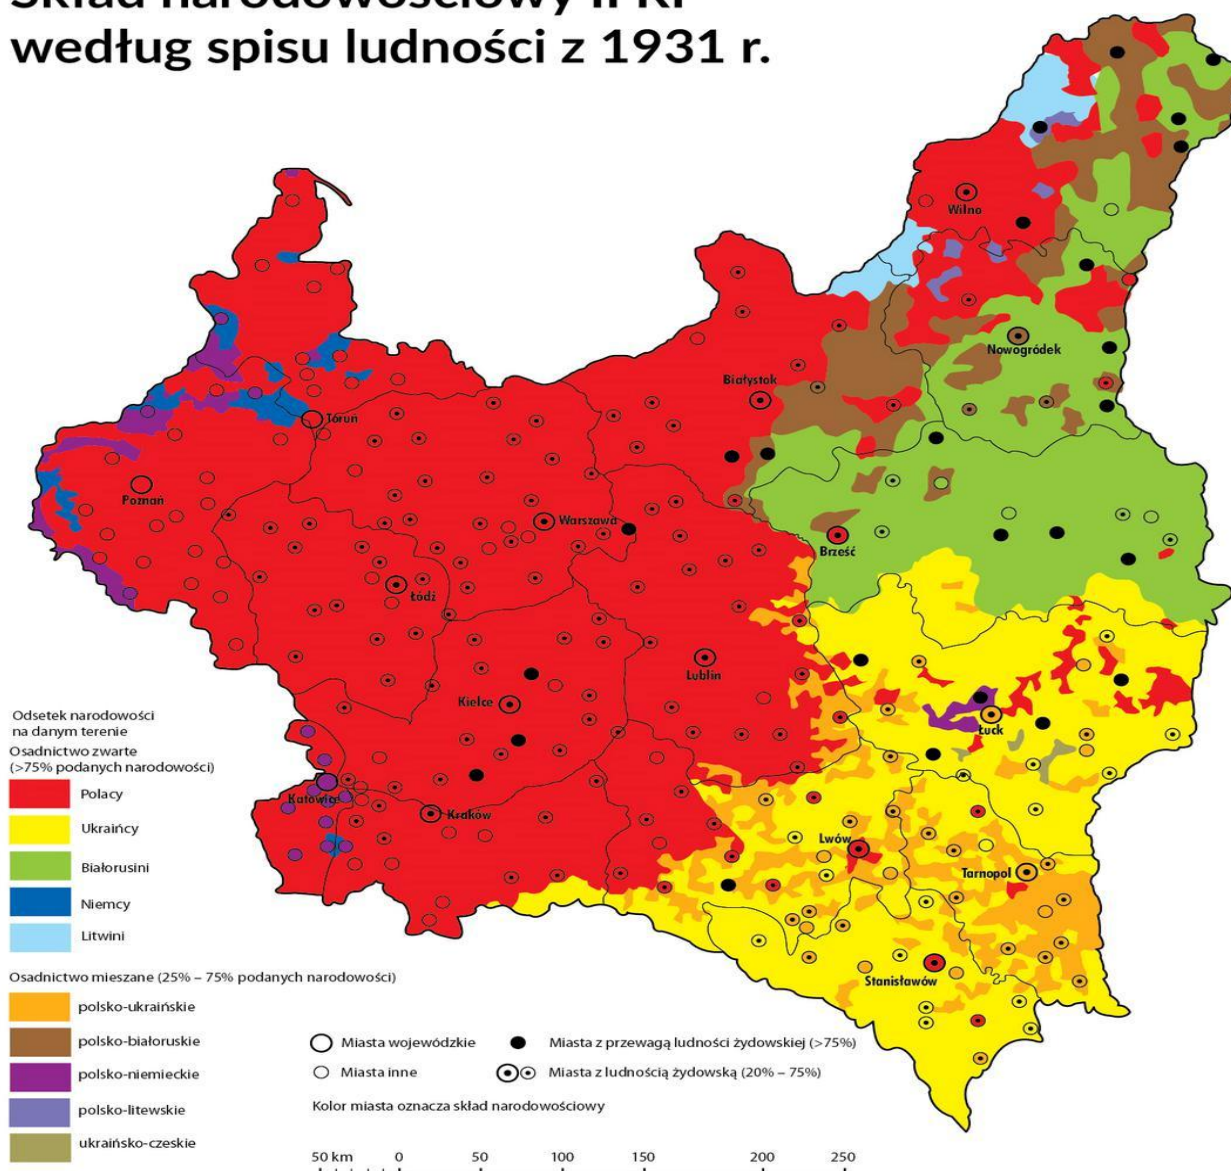 Skład narodowościowy II RP
według spisu ludności z 1931 r.
Wilno
Nowogródek
Białystok
Toruń
Poznań
Warszawa
Brześć
Łódź
Lublin
Kielce
Łuck
Katowice
Kraków
Lwów
Tarnopol
Stanisławów
Odsetek narodowości
na danym terenie
Osadnictwo zwarte
(>75% podanych narodowości)
Polacy
Ukraińcy
Białorusini
Niemcy
Litwini
Osadnictwo mieszane (25% – 75% podanych narodowości)
polsko-ukraińskie
polsko-białoruskie
polsko-niemieckie
polsko-litewskie
ukraińsko-czeskie
Miasta wojewódzkie
Miasta z przewagą ludności żydowskiej (>75%)
Miasta inne
Miasta z ludnością żydowską (20% – 75%)
Kolor miasta oznacza skład narodowościowy
50 km 0 50 100 150 200 250